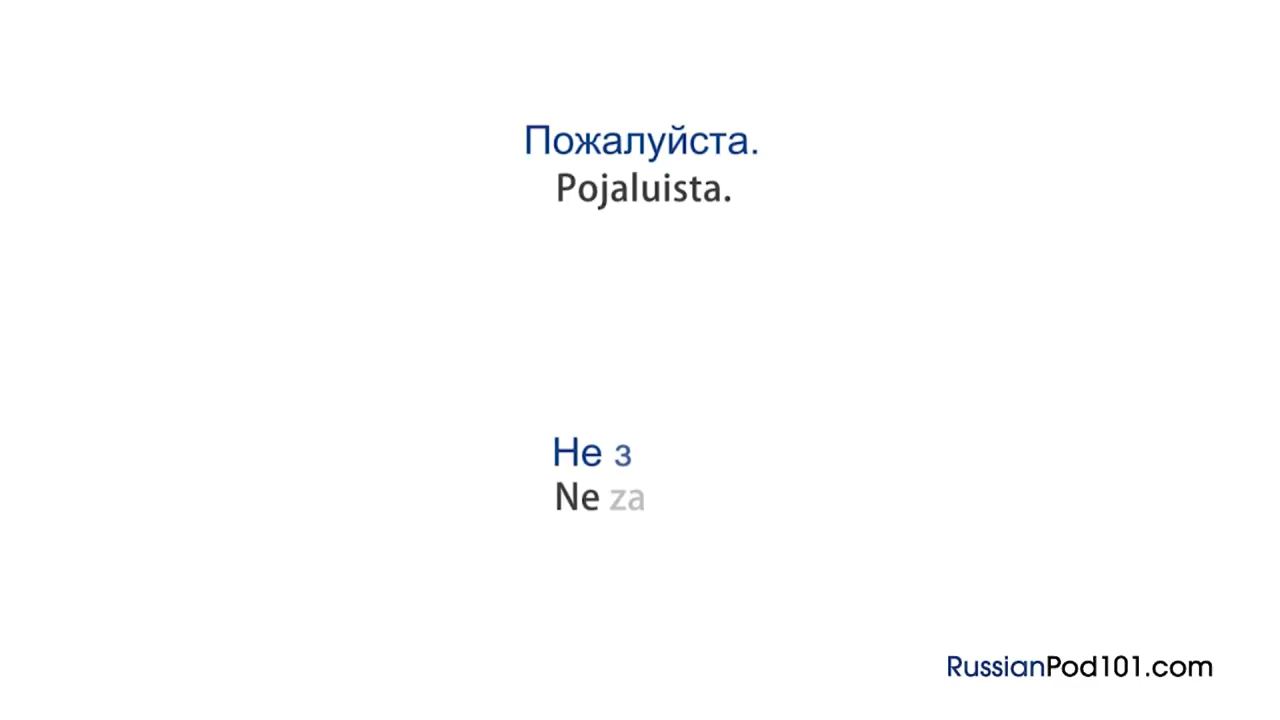 Пожалуйста.
Pojaluista.
Не з
Ne za
RussianPod101.com